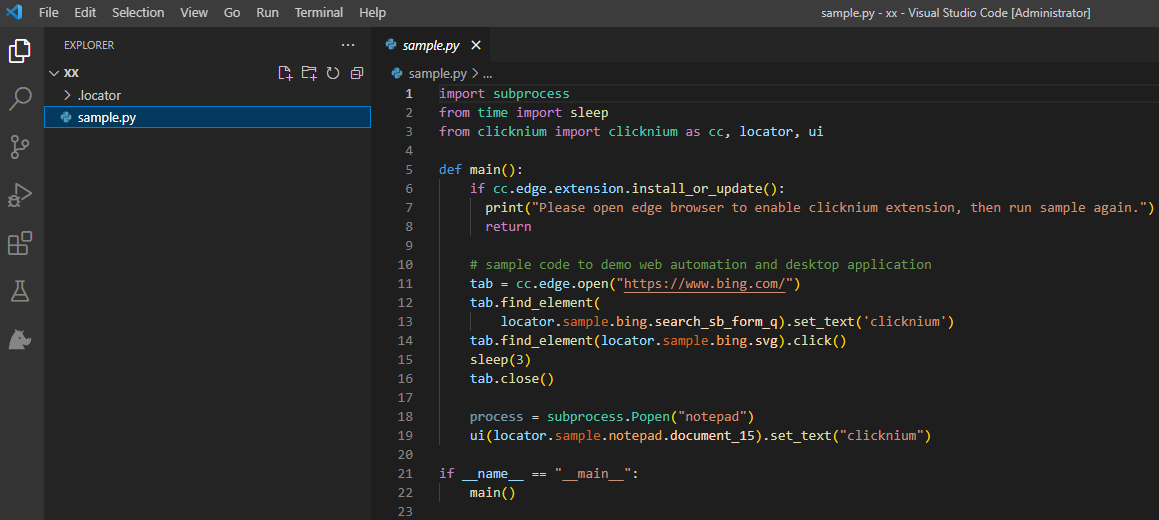 File Edit Selection View Go Run Terminal Help
sample.py - xx - Visual Studio Code [Administrator]
EXPLORER
...
XX
.locator
sample.py
sample.py
sample.py > ...
1 import subprocess
2 from time import sleep
3 from clicknium import clicknium as cc, locator, ui
4
5 def main():
6     if cc.edge.extension.install_or_update():
7       print("Please open edge browser to enable clicknium extension, then run sample again.")
8       return
9
10     # sample code to demo web automation and desktop application
11     tab = cc.edge.open("https://www.bing.com/")
12     tab.find_element(
13         locator.sample.bing.search_sb_form_q).set_text('clicknium')
14     tab.find_element(locator.sample.bing.svg).click()
15     sleep(3)
16     tab.close()
17
18     process = subprocess.Popen("notepad")
19     ui(locator.sample.notepad.document_15).set_text("clicknium")
20
21 if __name__ == "__main__":
22     main()
23